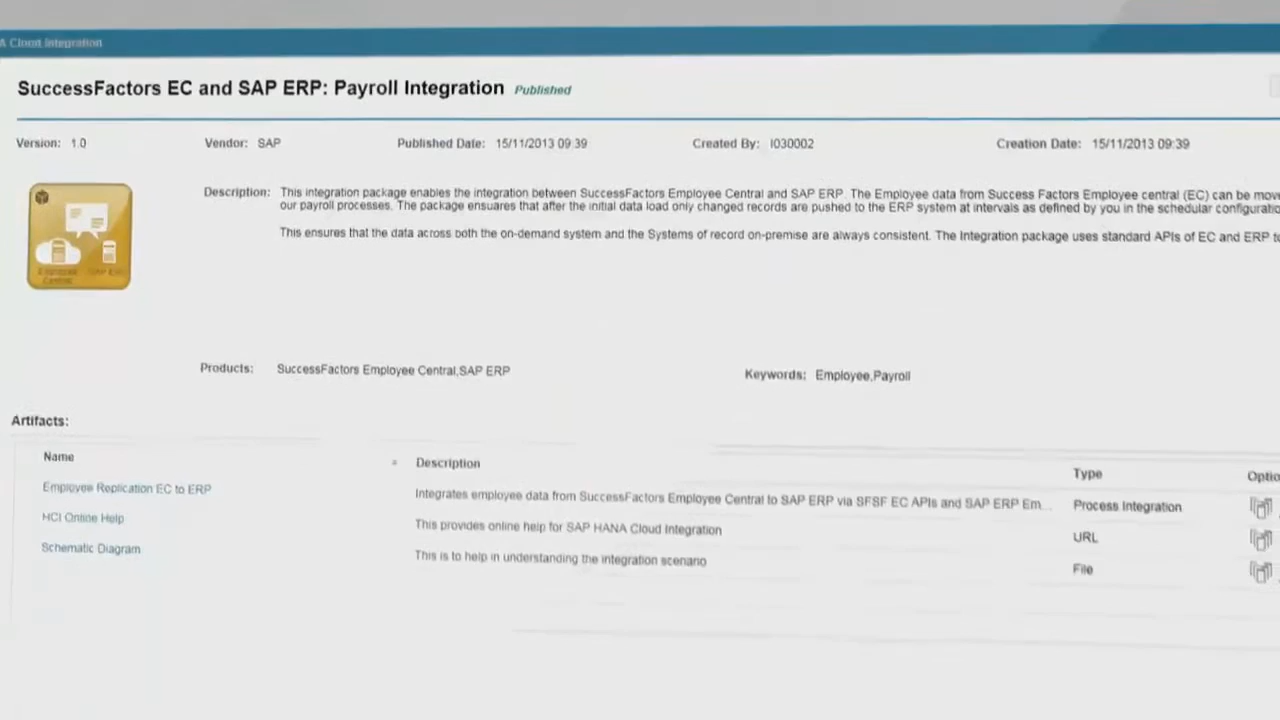 A Cloud Integration
SuccessFactors EC and SAP ERP: Payroll Integration Published
Version: 1.0 Vendor: SAP Published Date: 15/11/2013 09:39 Created By: I030002 Creation Date: 15/11/2013 09:39
Description: This integration package enables the integration between SuccessFactors Employee Central and SAP ERP. The Employee data from Success Factors Employee central (EC) can be
our payroll processes. The package ensuares that after the initial data load only changed records are pushed to the ERP system at intervals as defined by you in the schedular
This ensures that the data across both the on-demand system and the Systems of record on-premise are always consistent. The Integration package uses standard APIs of EC and ERP
Products: SuccessFactors Employee Central,SAP ERP Keywords: Employee,Payroll
Artifacts:
Name Description Type Optio
Employee Replication EC to ERP Integrates employee data from SuccessFactors Employee Central to SAP ERP via SFSF EC APIs and SAP ERP Em... Process Integration
HCI Online Help This provides online help for SAP HANA Cloud Integration URL
Schematic Diagram This is to help in understanding the integration scenario File